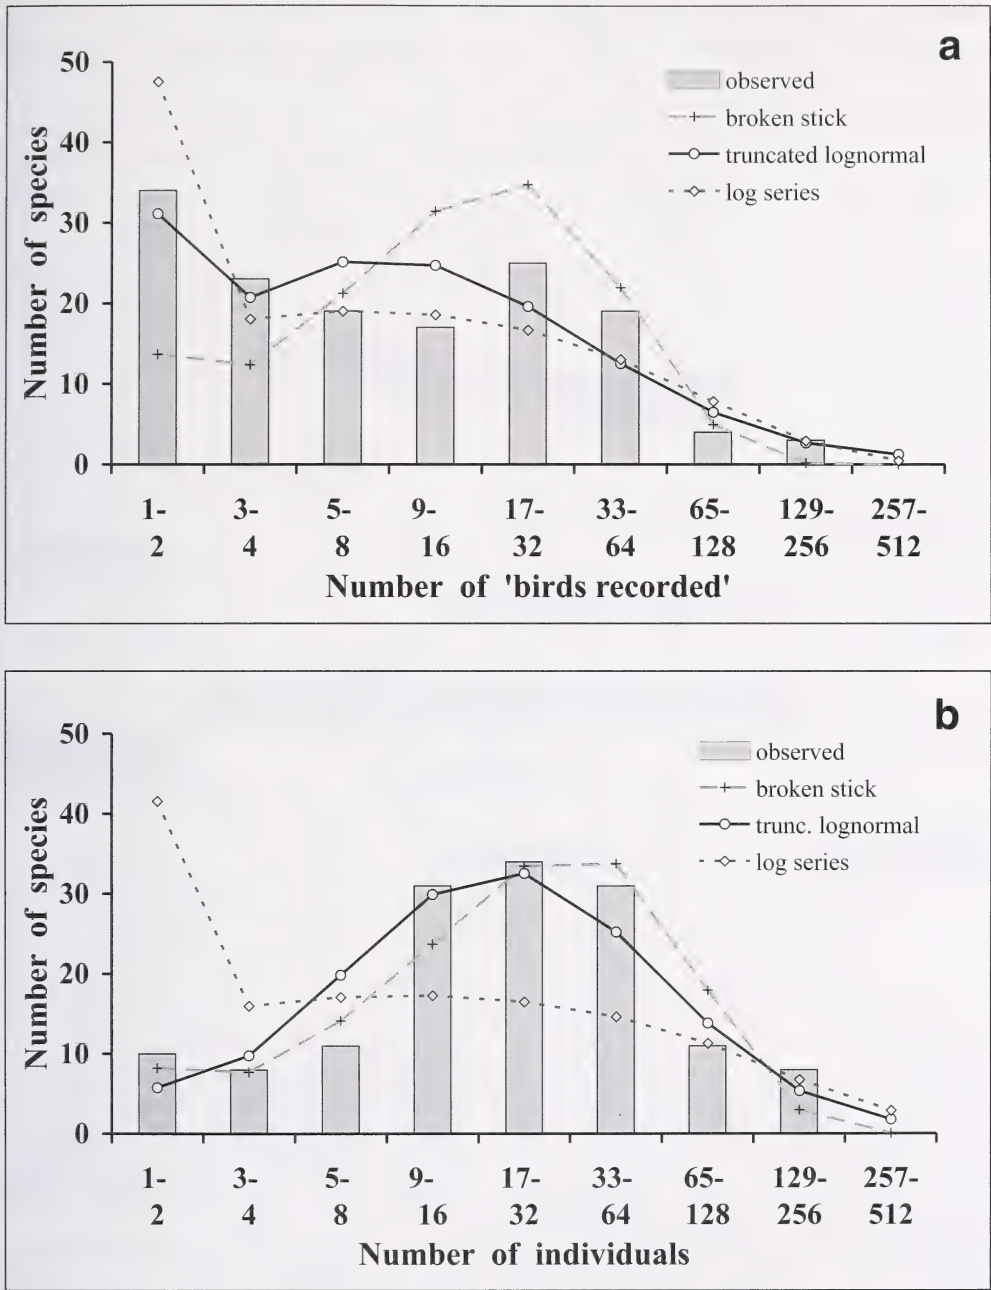 a
50
40
30
20
10
0
Number of species
observed
broken stick
truncated lognormal
log series
1- 3- 5- 9- 17- 33- 65- 129- 257-
2 4 8 16 32 64 128 256 512
Number of 'birds recorded'
b
50
40
30
20
10
0
Number of species
observed
broken stick
trunc. lognormal
log series
1- 3- 5- 9- 17- 33- 65- 129- 257-
2 4 8 16 32 64 128 256 512
Number of individuals